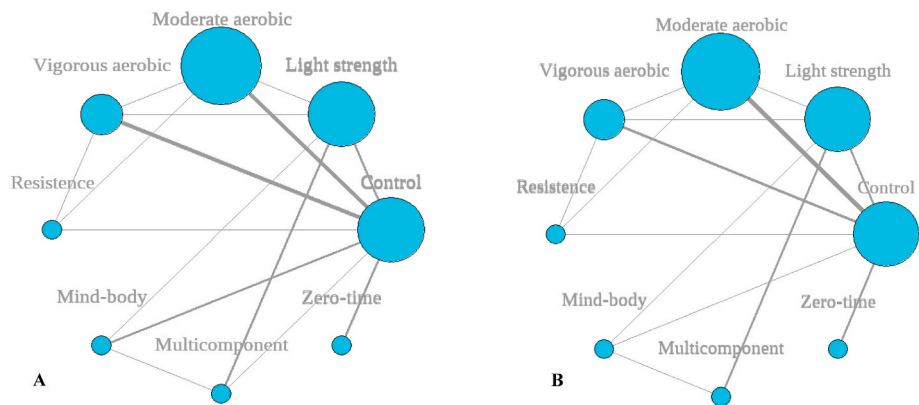 Moderate aerobic
Vigorous aerobic
Light strength
Resistence
Control
Mind-body
Zero-time
Multicomponent
A
Moderate aerobic
Vigorous aerobic
Light strength
Resistence
Control
Mind-body
Zero-time
Multicomponent
B